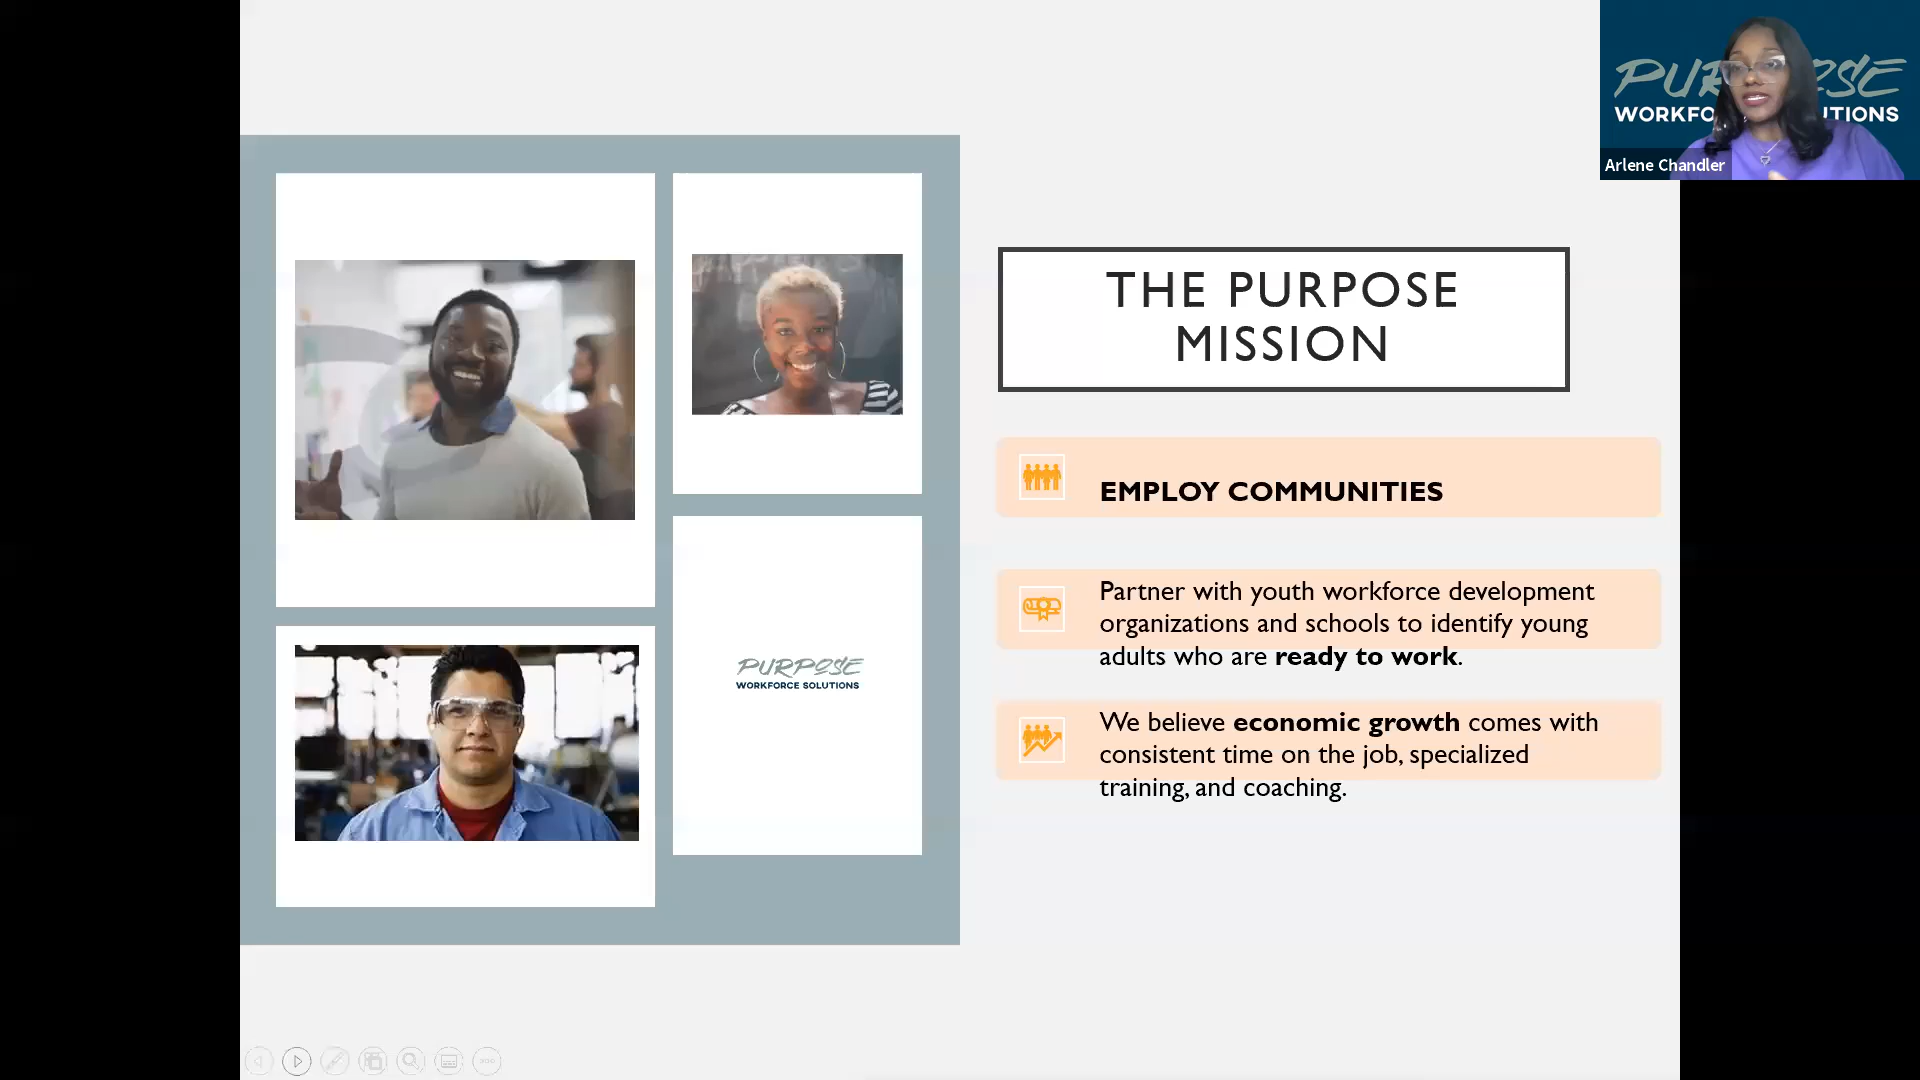 PURPOSE
WORKFO UTIONS
Arlene Chandler
THE PURPOSE
MISSION
EMPLOY COMMUNITIES
Partner with youth workforce development
organizations and schools to identify young
adults who are ready to work.
We believe economic growth comes with
consistent time on the job, specialized
training, and coaching.
PURPOSE
WORKFORCE SOLUTIONS